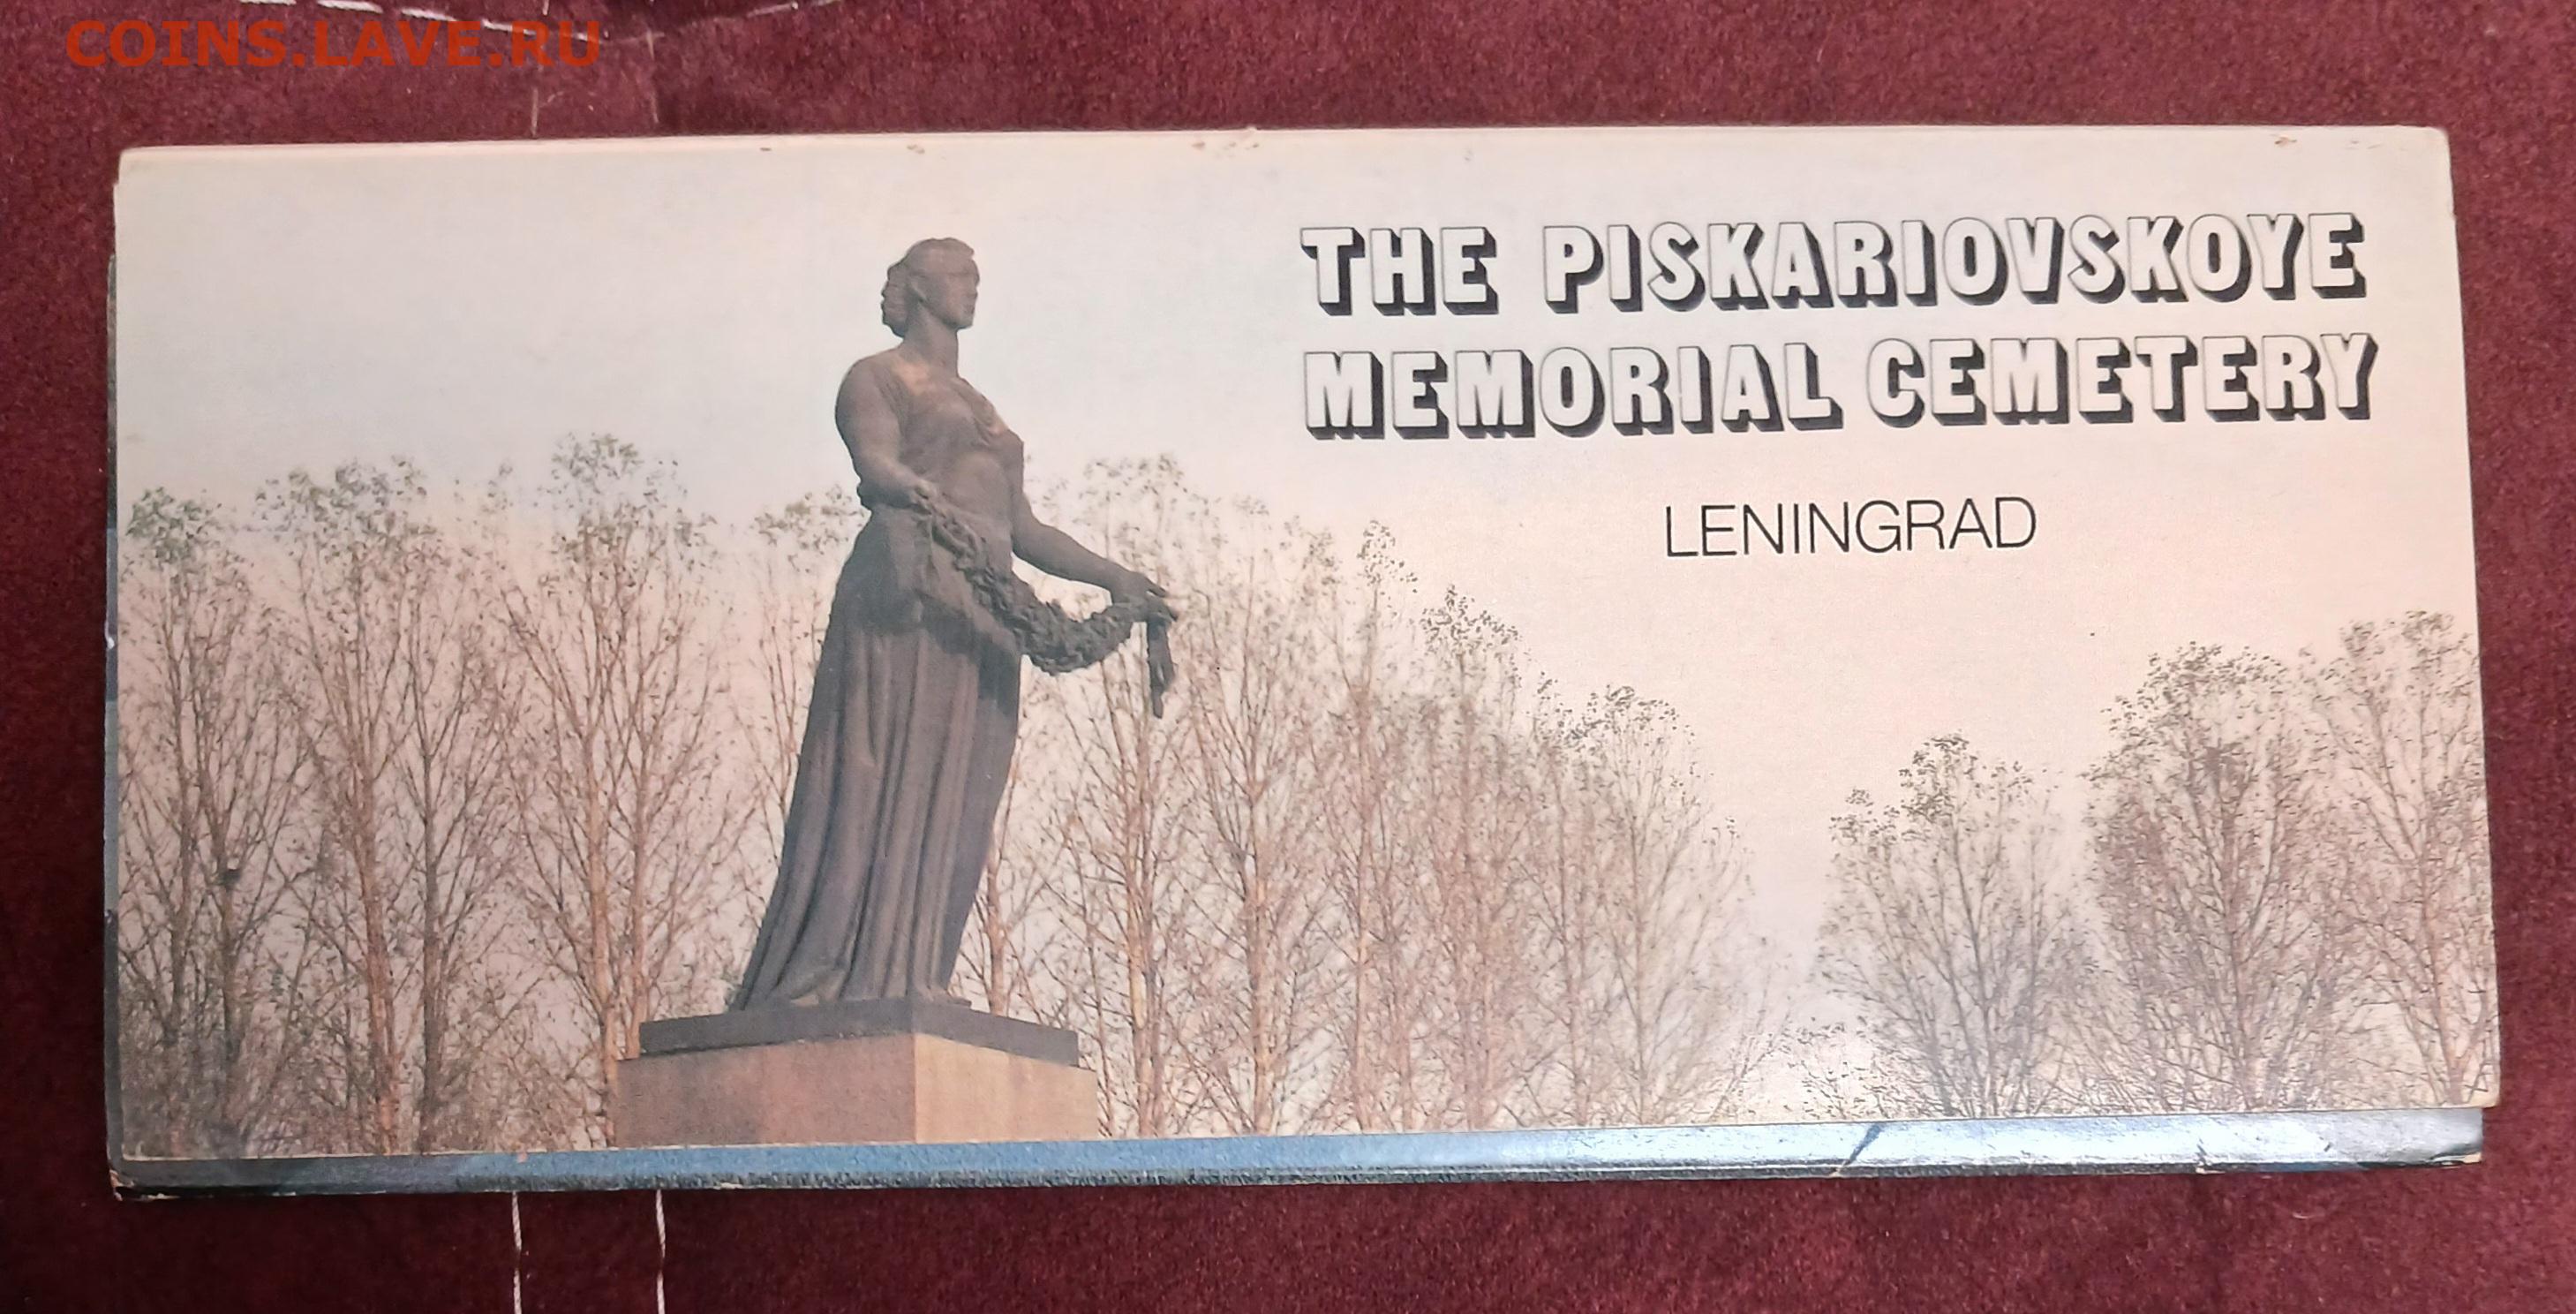 COINS.LAVE.RU
THE PISKARIOVSKOYE
MEMORIAL CEMETERY
LENINGRAD